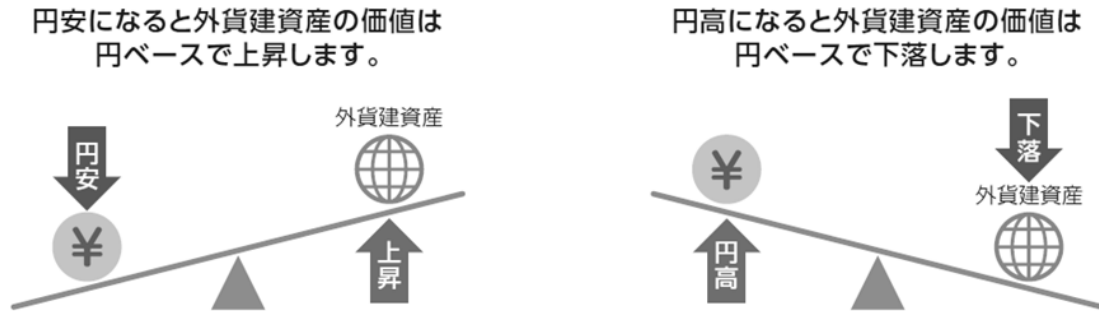 円安になると外貨建資産の価値は
円ベースで上昇します。
外貨建資産
円安
¥
上昇
円高になると外貨建資産の価値は
円ベースで下落します。
下落
¥
外貨建資産
円高